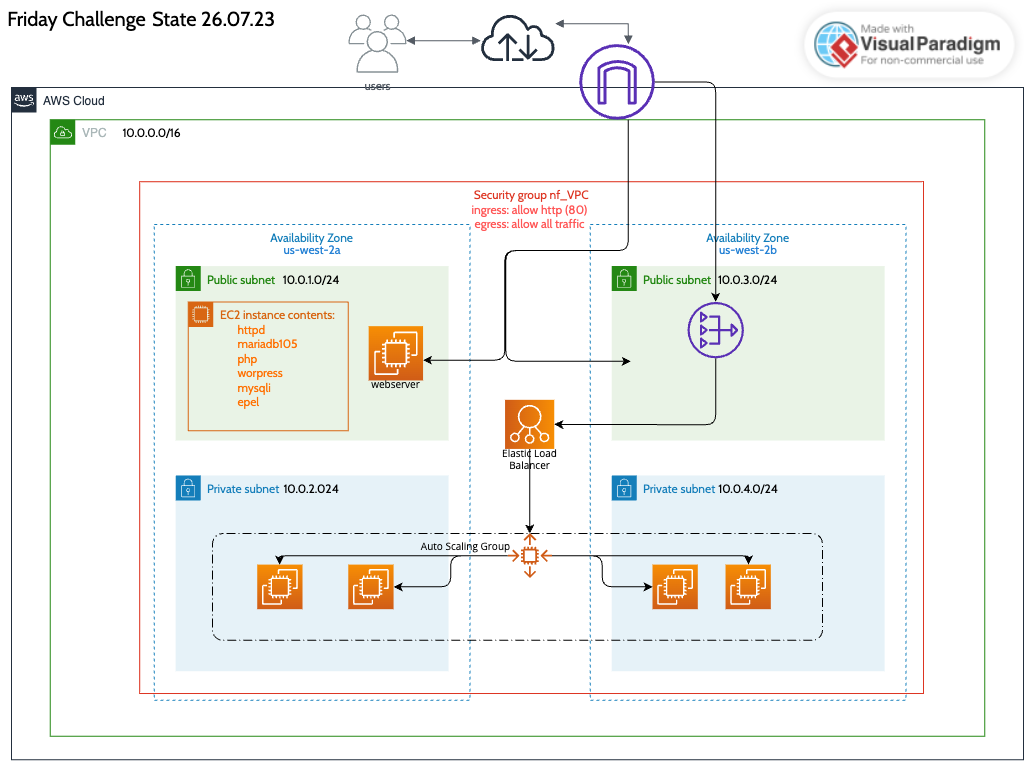 Friday Challenge State 26.07.23
Made with
VisualParadigm
For non-commercial use
users
aws
AWS Cloud
VPC 10.0.0.0/16
Security group nf_VPC
ingress: allow http (80)
egress: allow all traffic
Availability Zone
us-west-2a
Availability Zone
us-west-2b
Public subnet 10.0.1.0/24
Public subnet 10.0.3.0/24
EC2 instance contents:
httpd
mariadb105
php
worpress
mysqli
epel
webserver
Elastic Load
Balancer
Private subnet 10.0.2.024
Private subnet 10.0.4.0/24
Auto Scaling Group